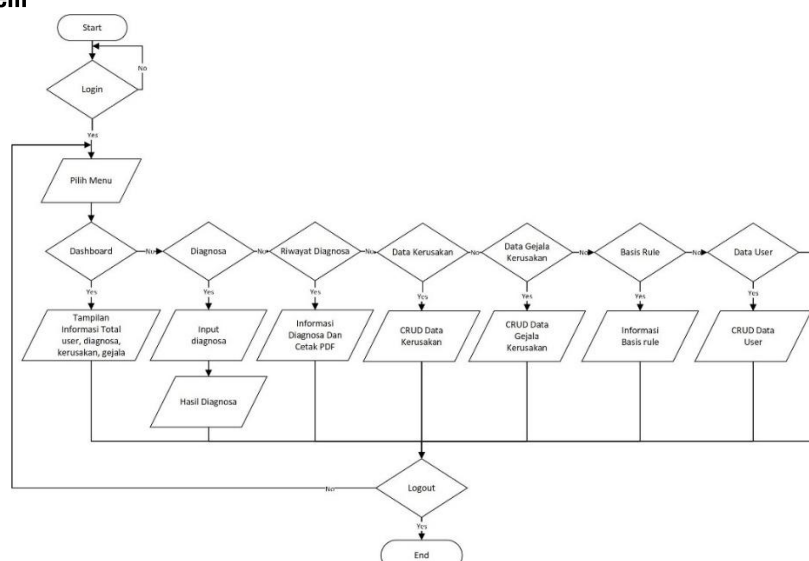 Start
No
Login
Yes
Pilih Menu
Dashboard
No
Diagnosa
No
Riwayat Diagnosa
No
Data Kerusakan
No
Data Gejala
Kerusakan
No
Basis Rule
No
Data User
Yes
Yes
Yes
Yes
Yes
Yes
Yes
Tampilan
Informasi Total
user, diagnosa,
kerusakan, gejala
Input
diagnosa
Informasi
Diagnosa Dan
Cetak PDF
CRUD Data
Kerusakan
CRUD Data
Gejala
Kerusakan
Informasi
Basis rule
CRUD Data
User
Hasil Diagnosa
No
Logout
Yes
End